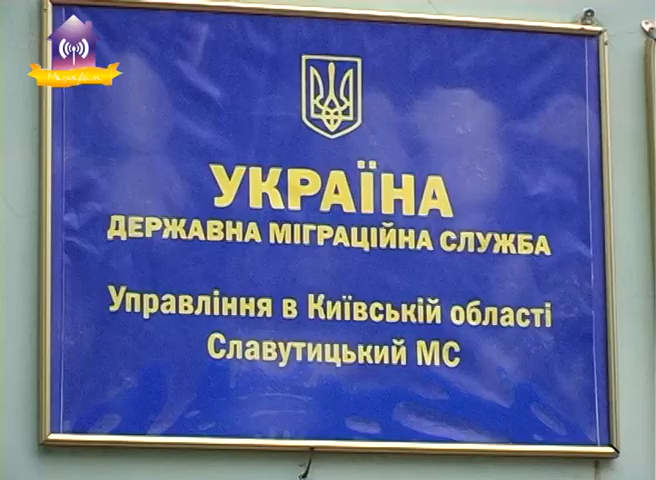 УКРАЇНА
ДЕРЖАВНА МІГРАЦІЙНА СЛУЖБА
Управління в Київській області
Славутицький МС